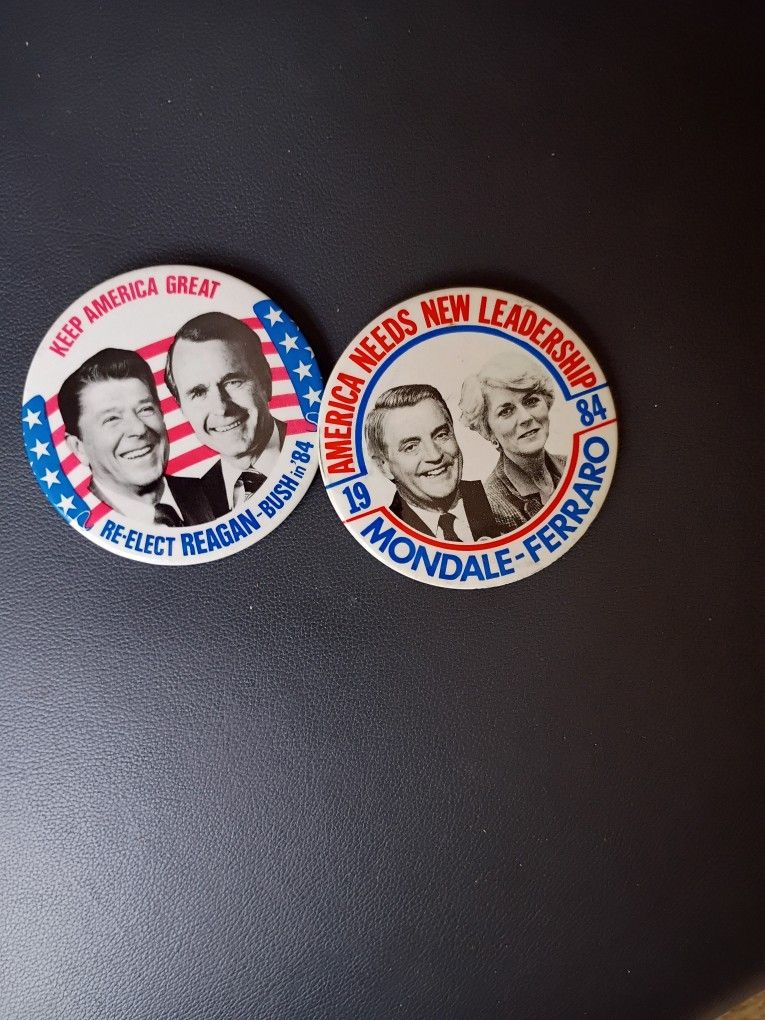 KEEP AMERICA GREAT
RE-ELECT REAGAN-BUSH in '84
AMERICA NEEDS NEW LEADERSHIP
19 84
MONDALE-FERRARO